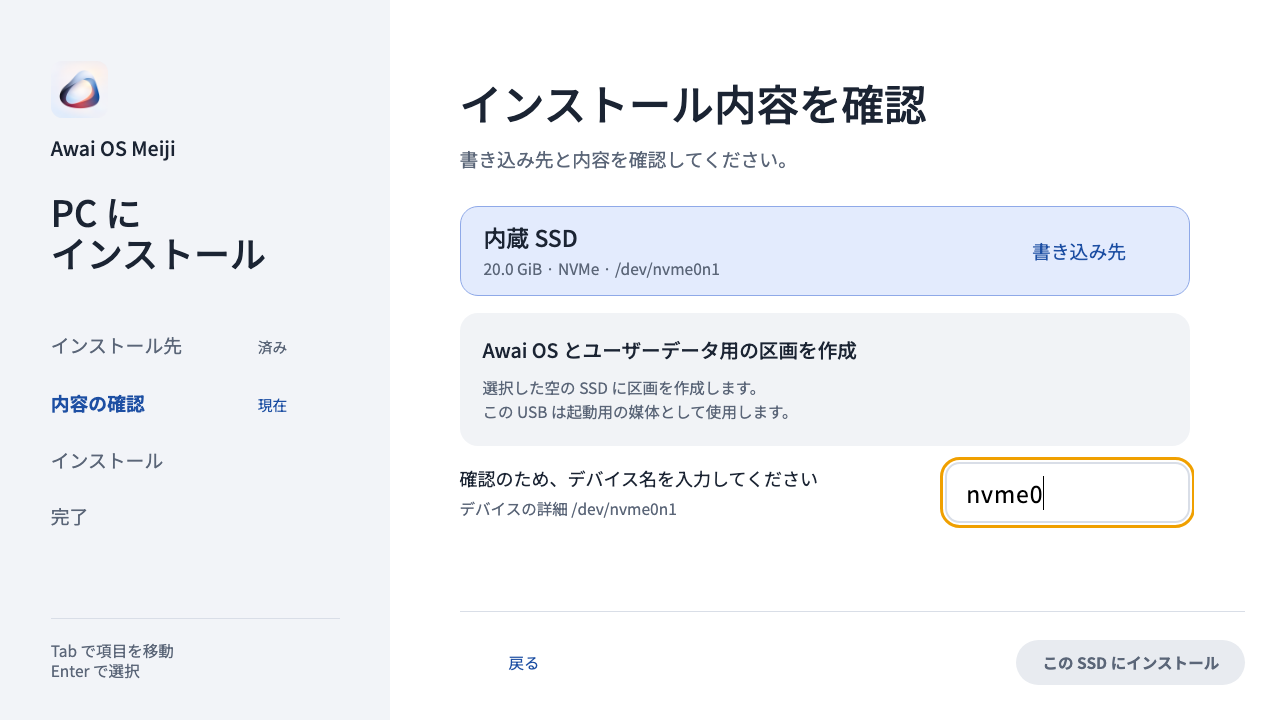 Awai OS Meiji
PC に
インストール
インストール先 済み
内容の確認 現在
インストール
完了
Tab で項目を移動
Enter で選択
インストール内容を確認
書き込み先と内容を確認してください。
内蔵 SSD
20.0 GiB · NVMe · /dev/nvme0n1
書き込み先
Awai OS とユーザーデータ用の区画を作成
選択した空の SSD に区画を作成します。
この USB は起動用の媒体として使用します。
確認のため、デバイス名を入力してください
デバイスの詳細 /dev/nvme0n1
nvme0
戻る
この SSD にインストール